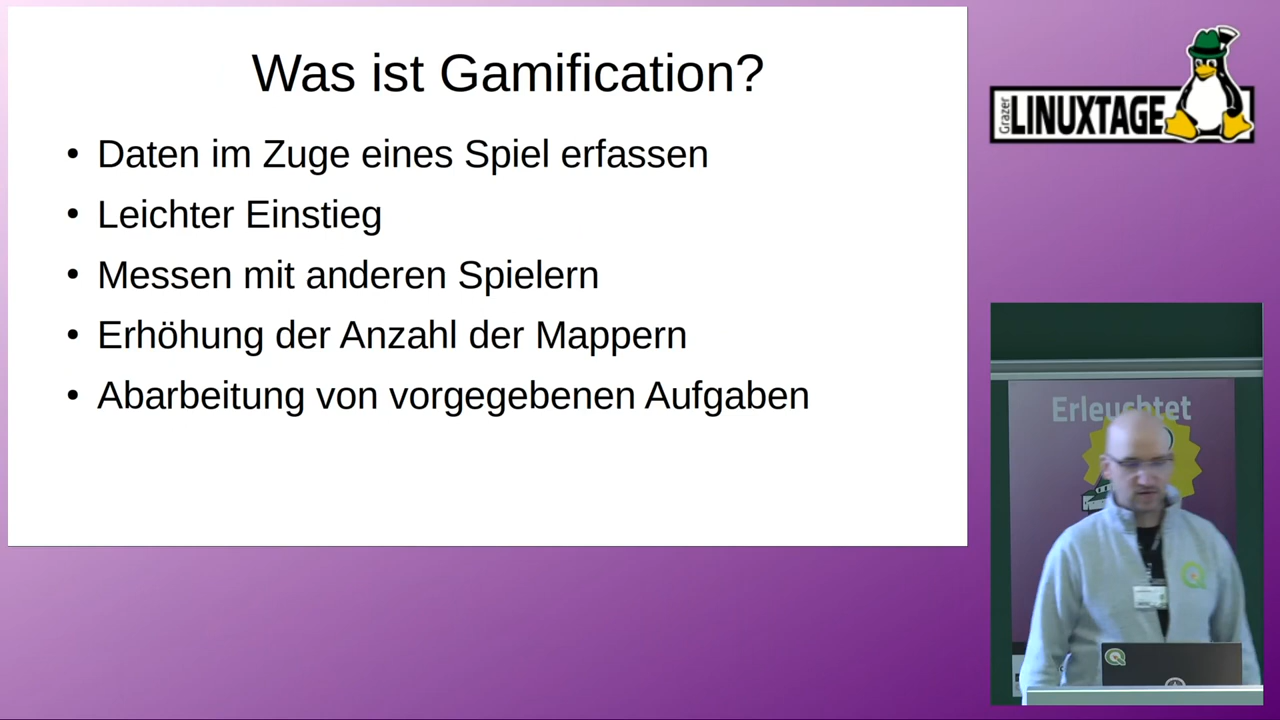 Was ist Gamification?
• Daten im Zuge eines Spiel erfassen
• Leichter Einstieg
• Messen mit anderen Spielern
• Erhöhung der Anzahl der Mappern
• Abarbeitung von vorgegebenen Aufgaben
Grazer
LINUXTAGE
Erleuchtet